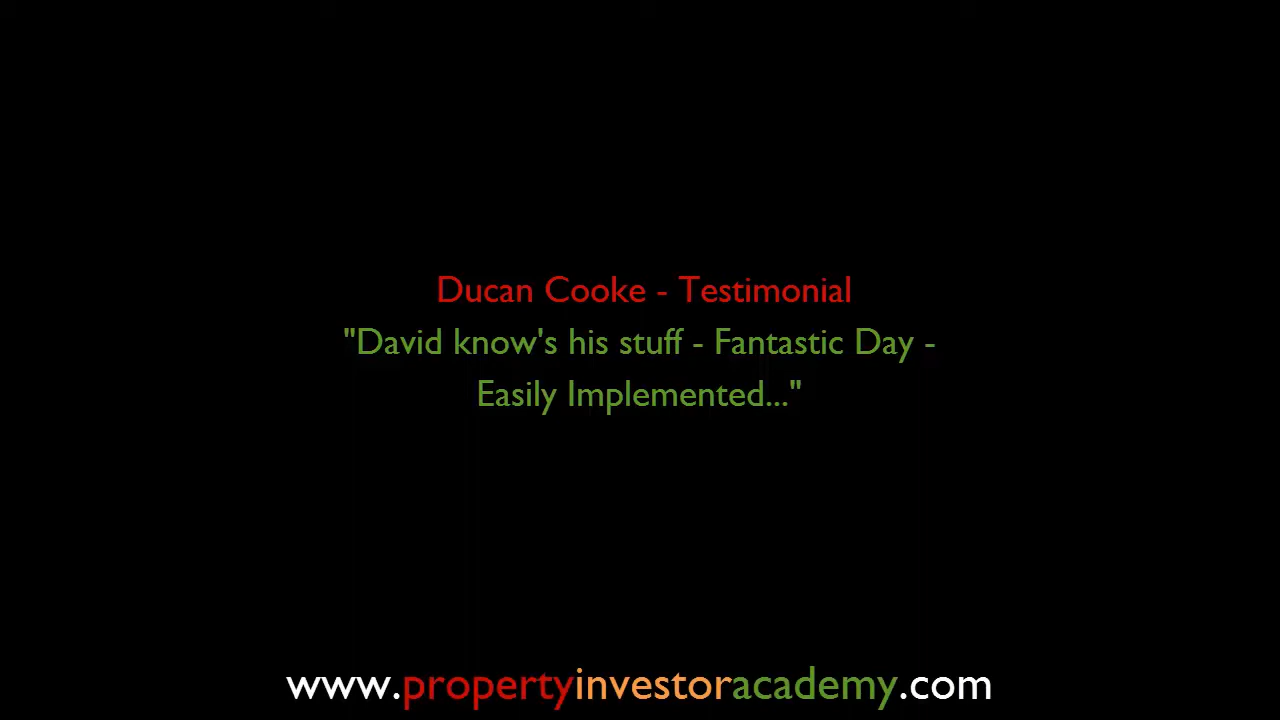 Ducan Cooke - Testimonial
"David know's his stuff - Fantastic Day -
Easily Implemented..."
www.propertyinvestoracademy.com